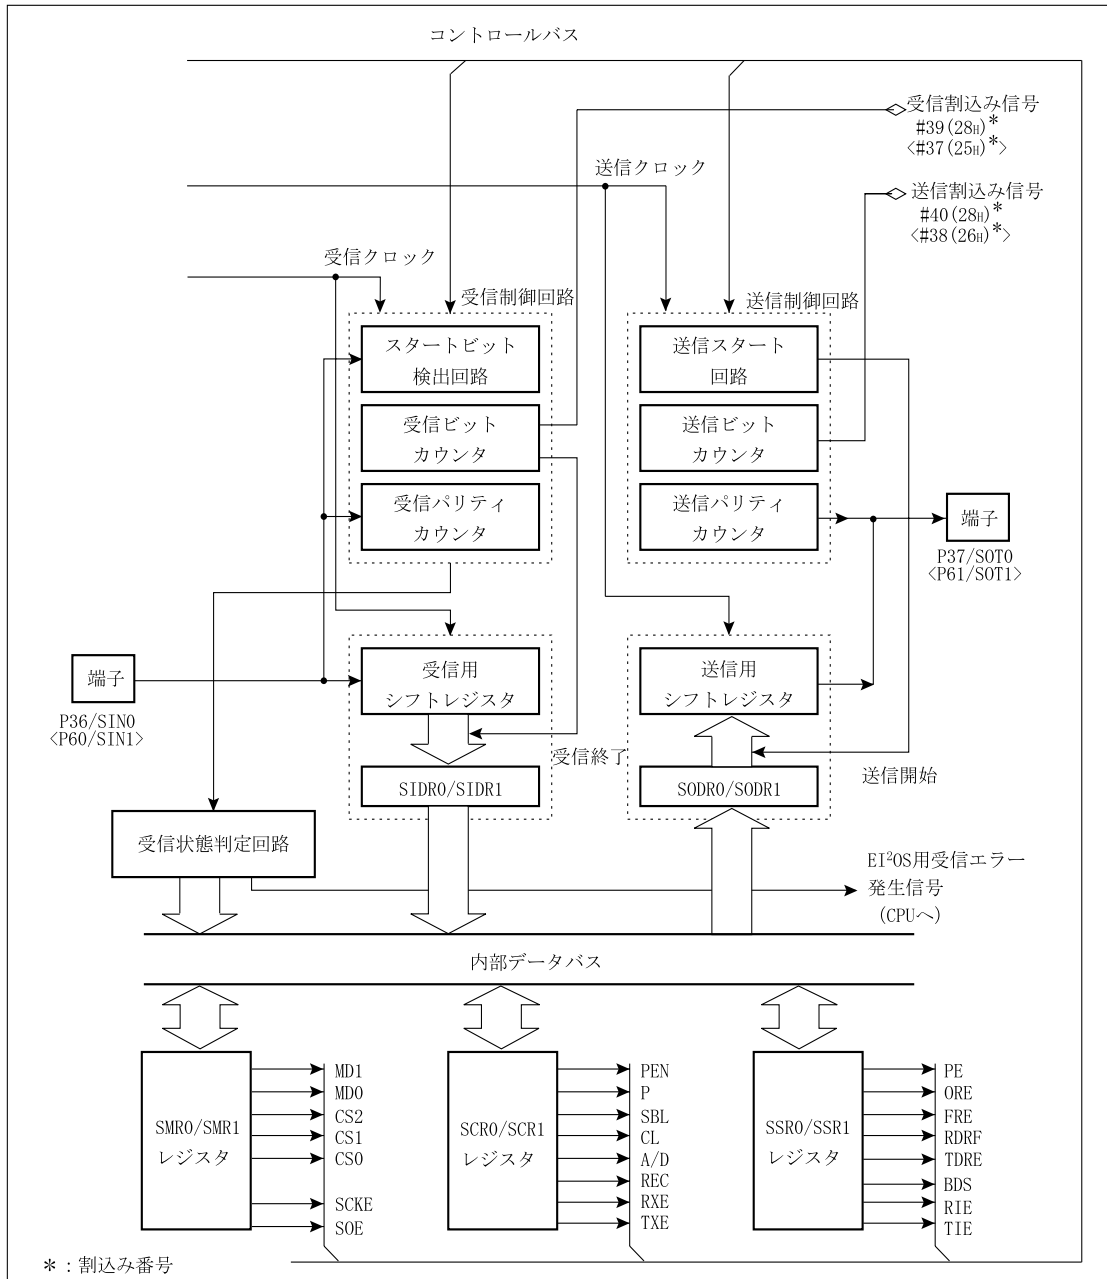 コントロールバス
受信割込み信号
#39(28H)*
<#37(25H)*>
送信クロック
送信割込み信号
#40(28H)*
<#38(26H)*>
受信クロック
受信制御回路
送信制御回路
スタートビット
検出回路
送信スタート
回路
受信ビット
カウンタ
送信ビット
カウンタ
受信パリティ
カウンタ
送信パリティ
カウンタ
端子
P37/SOT0
<P61/SOT1>
端子
P36/SIN0
<P60/SIN1>
受信用
シフトレジスタ
送信用
シフトレジスタ
受信終了
送信開始
SIDR0/SIDR1
SODR0/SODR1
受信状態判定回路
EI²OS用受信エラー
発生信号
(CPUへ)
内部データバス
SMR0/SMR1
レジスタ
MD1
MD0
CS2
CS1
CS0
SCKE
SOE
SCR0/SCR1
レジスタ
PEN
P
SBL
CL
A/D
REC
RXE
TXE
SSR0/SSR1
レジスタ
PE
ORE
FRE
RDRF
TDRE
BDS
RIE
TIE
*：割込み番号